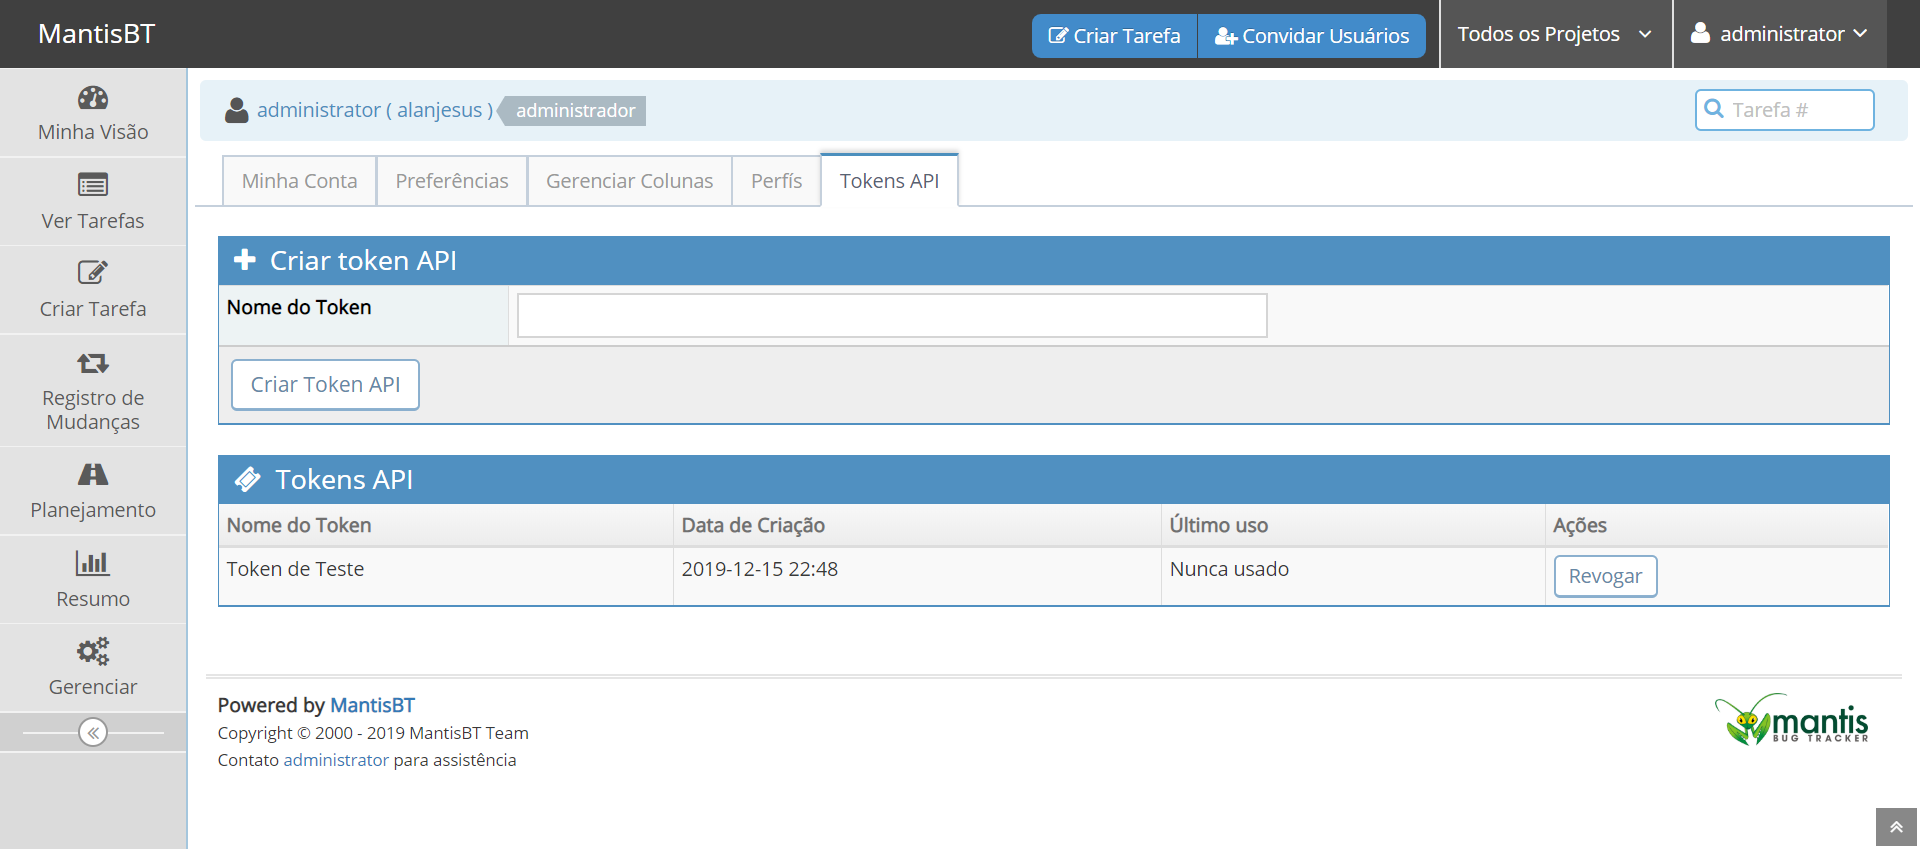 MantisBT
Criar Tarefa
Convidar Usuários
Todos os Projetos
administrator
Minha Visão
Ver Tarefas
Criar Tarefa
Registro de
Mudanças
Planejamento
Resumo
Gerenciar
administrator ( alanjesus )
administrador
Tarefa #
Minha Conta
Preferências
Gerenciar Colunas
Perfís
Tokens API
Criar token API
Nome do Token
Criar Token API
Tokens API
Nome do Token Data de Criação Último uso Ações
Token de Teste 2019-12-15 22:48 Nunca usado Revogar
Powered by MantisBT
Copyright © 2000 - 2019 MantisBT Team
Contato administrator para assistência
mantis
BUG TRACKER